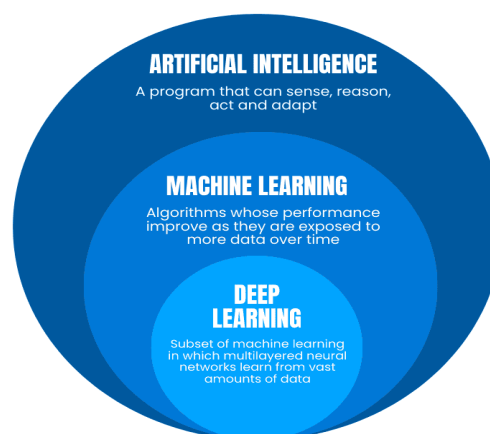 ARTIFICIAL INTELLIGENCE
A program that can sense, reason,
act and adapt
MACHINE LEARNING
Algorithms whose performance
improve as they are exposed to
more data over time
DEEP
LEARNING
Subset of machine learning
in which multilayered neural
networks learn from vast
amounts of data